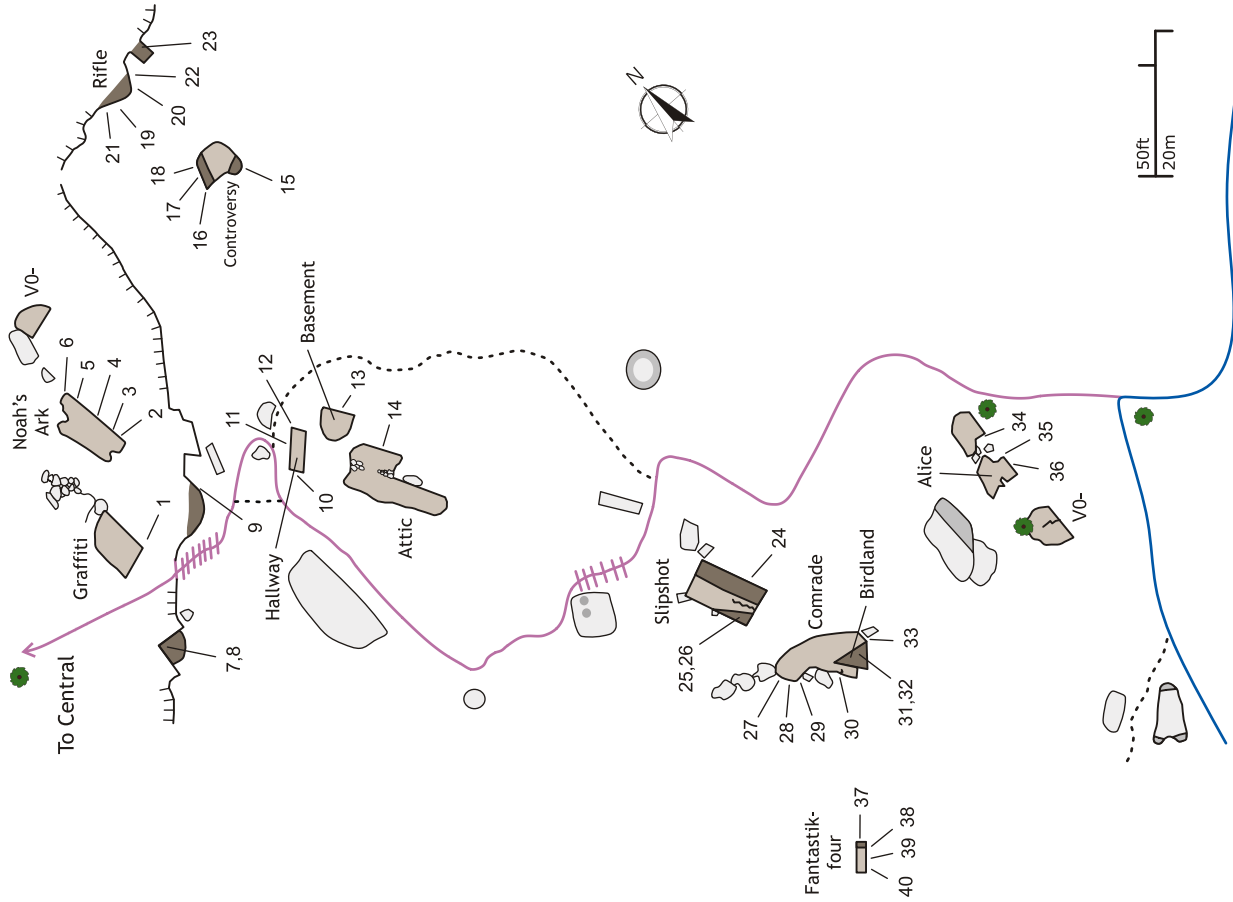 To Central
Graffiti
1
Noah's
Ark
2
3
4
5
6
V0-
7,8
9
Hallway
10
11
12
Basement
13
Attic
14
Controversy
15
16
17
18
Rifle
19
20
21
22
23
N
Slipshot
24
25,26
Comrade
Birdland
27
28
29
30
31,32
33
Alice
34
35
36
V0-
Fantastik-
four
37
38
39
40
50ft
20m